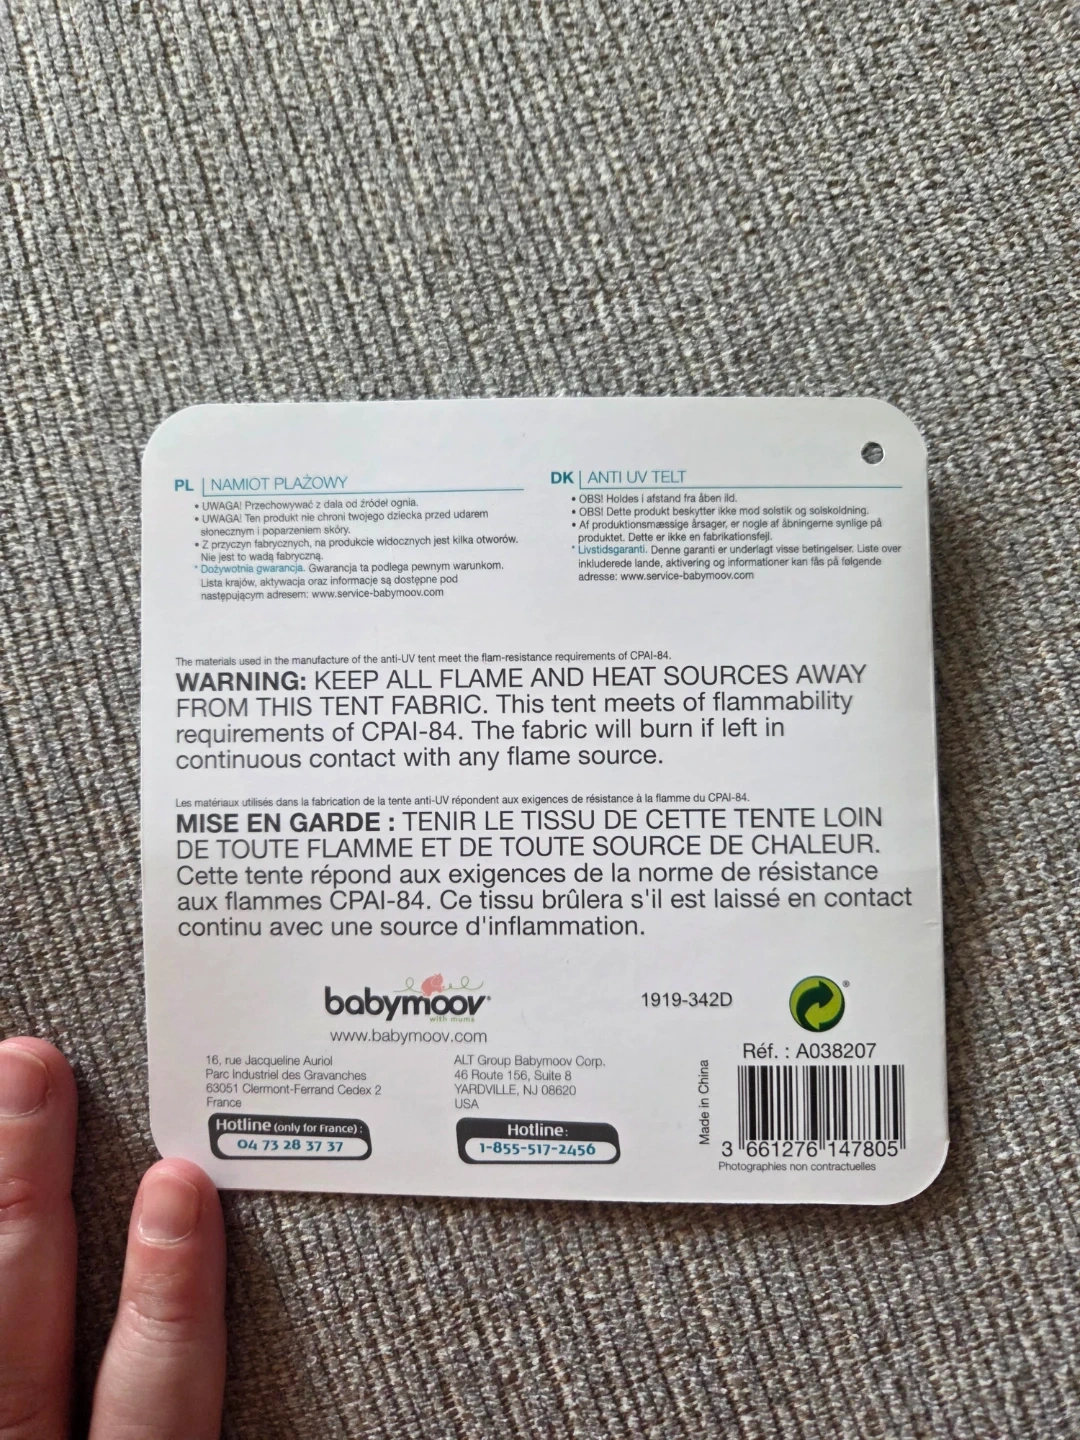 PL | NAMIOT PLAŻOWY
• UWAGA! Przechowywać z dala od źródeł ognia.
• UWAGA! Ten produkt nie chroni twojego dziecka przed udarem
słonecznym i poparzeniem skóry.
• Z przyczyn fabrycznych, na produkcie widocznych jest kilka otworów.
Nie jest to wadą fabryczną.
* Dożywotnia gwarancja. Gwarancja ta podlega pewnym warunkom.
Lista krajów, aktywacja oraz informacje są dostępne pod
następującym adresem: www.service-babymoov.com
DK | ANTI UV TELT
• OBS! Holdes i afstand fra åben ild.
• OBS! Dette produkt beskytter ikke mod solstik og solskoldning.
• Af produktionsmæssige årsager, er nogle af åbningerne synlige på
produktet. Dette er ikke en fabrikationsfejl.
* Livstidsgaranti. Denne garanti er underlagt visse betingelser. Liste over
inkluderede lande, aktivering og informationer kan fås på følgende
adresse: www.service-babymoov.com
The materials used in the manufacture of the anti-UV tent meet the flam-resistance requirements of CPAI-84.
WARNING: KEEP ALL FLAME AND HEAT SOURCES AWAY
FROM THIS TENT FABRIC. This tent meets of flammability
requirements of CPAI-84. The fabric will burn if left in
continuous contact with any flame source.
Les matériaux utilisés dans la fabrication de la tente anti-UV répondent aux exigences de résistance à la flamme du CPAI-84.
MISE EN GARDE : TENIR LE TISSU DE CETTE TENTE LOIN
DE TOUTE FLAMME ET DE TOUTE SOURCE DE CHALEUR.
Cette tente répond aux exigences de la norme de résistance
aux flammes CPAI-84. Ce tissu brûlera s'il est laissé en contact
continu avec une source d'inflammation.
babymoov®
with mums
www.babymoov.com
16, rue Jacqueline Auriol
Parc Industriel des Gravanches
63051 Clermont-Ferrand Cedex 2
France
Hotline (only for France) :
04 73 28 37 37
ALT Group Babymoov Corp.
46 Route 156, Suite 8
YARDVILLE, NJ 08620
USA
Hotline:
1-855-517-2456
1919-342D
®
Réf. : A038207
Made in China
3 661276 147805
Photographies non contractuelles